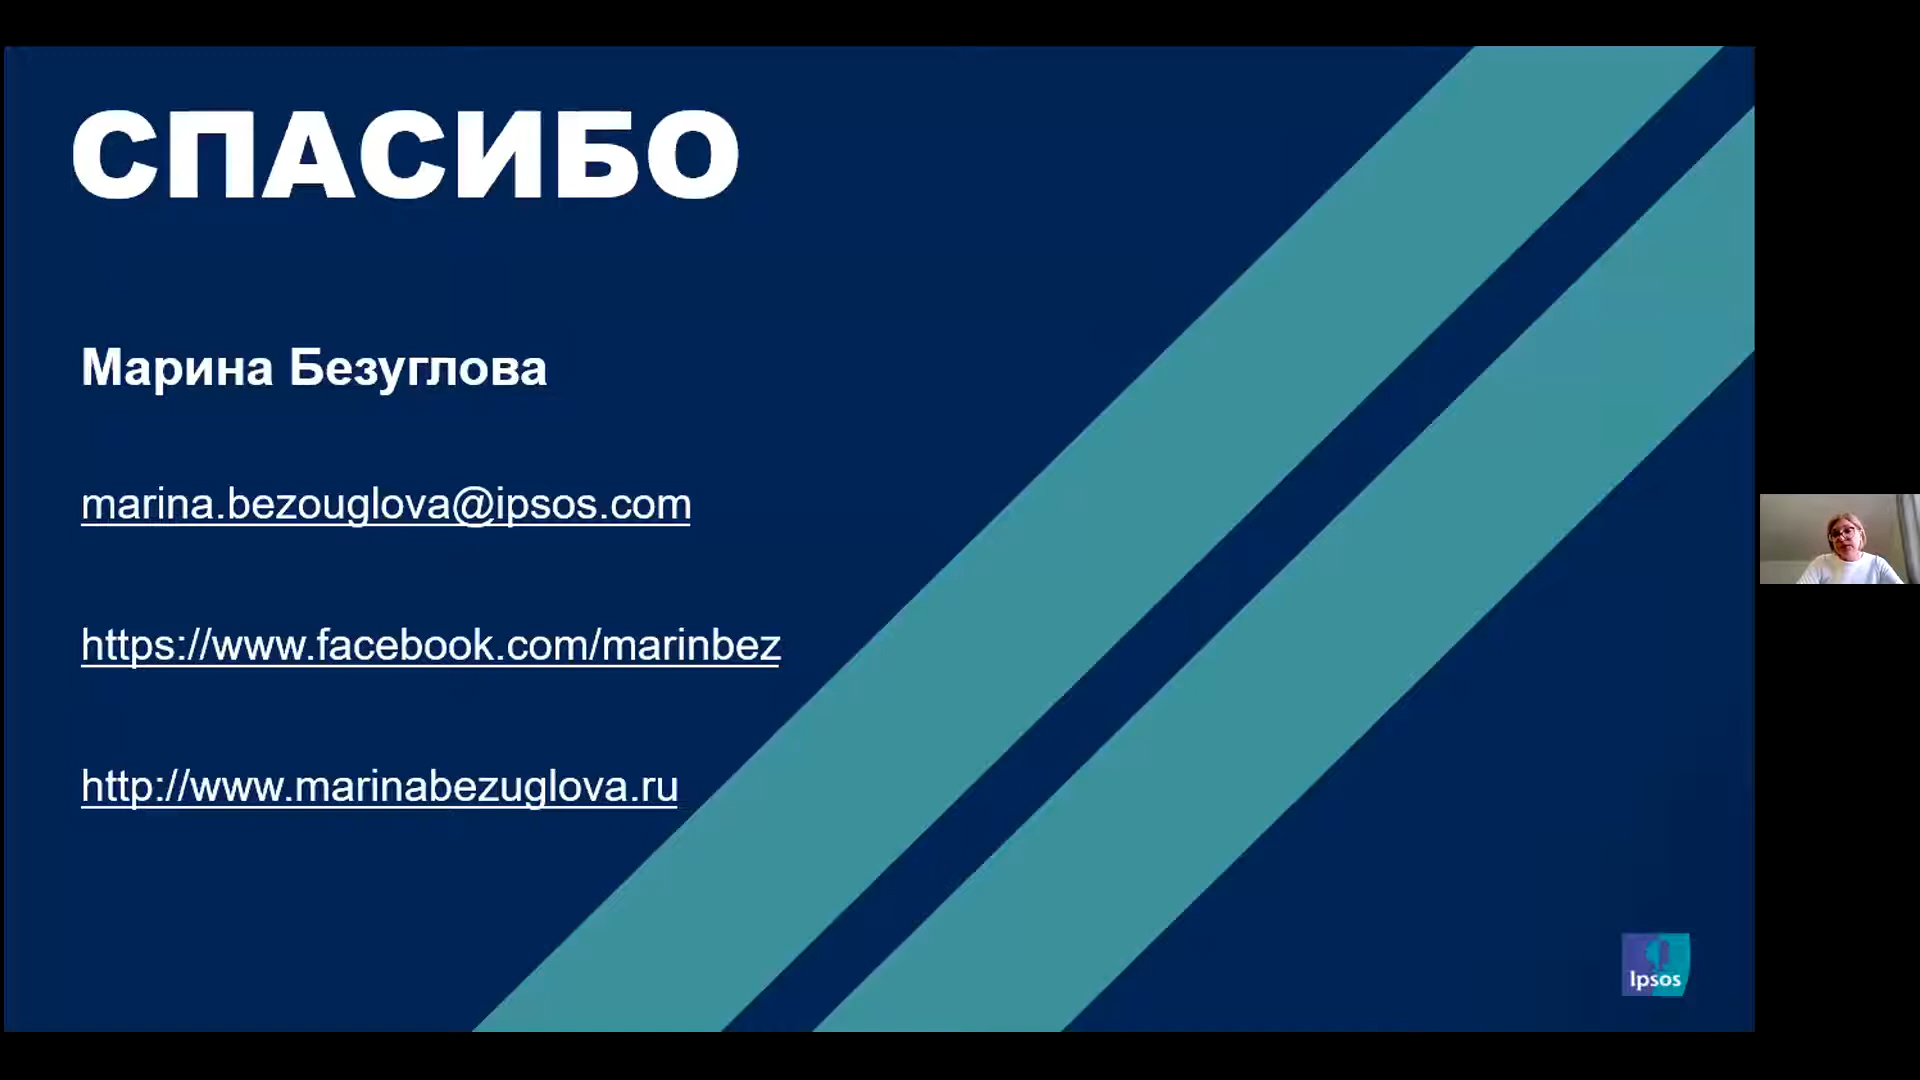 СПАСИБО
Марина Безуглова
marina.bezouglova@ipsos.com
https://www.facebook.com/marinbez
http://www.marinabezuglova.ru
Ipsos